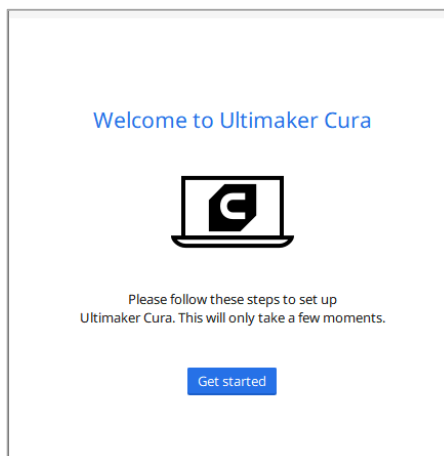 Welcome to Ultimaker Cura
Please follow these steps to set up
Ultimaker Cura. This will only take a few moments.
Get started